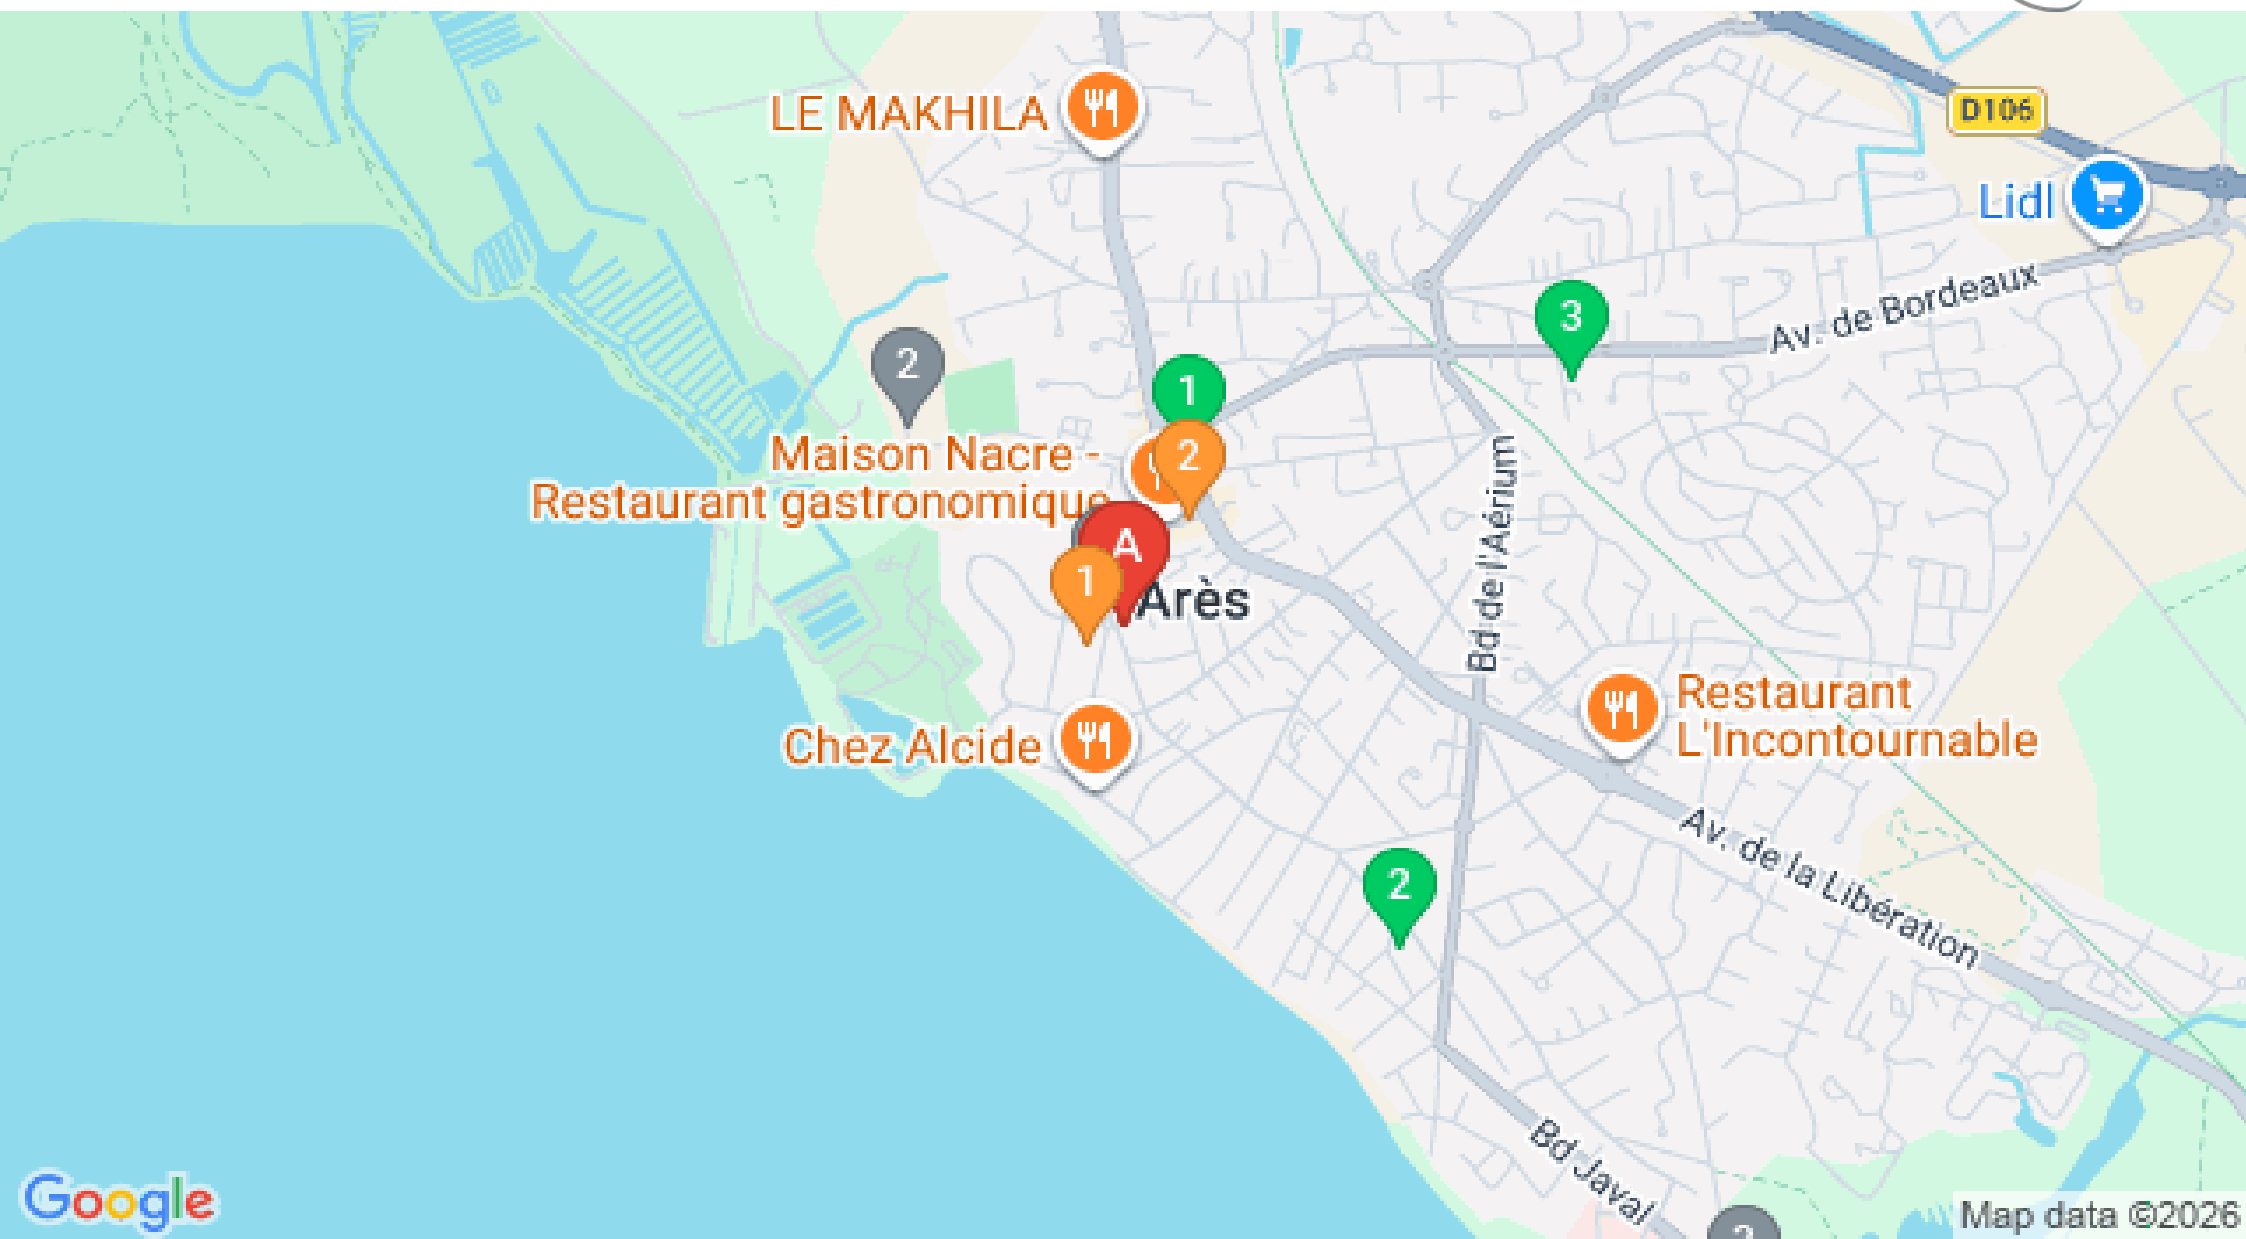 LE MAKHILA
D106
Lidl
Av. de Bordeaux
3
2
1
Maison Nacre -
Restaurant gastronomique
2
A
1
Arès
Bd de l'Aérium
Restaurant
L'Incontournable
Chez Alcide
Av. de la Libération
2
Bd Javal
Google
Map data ©2026